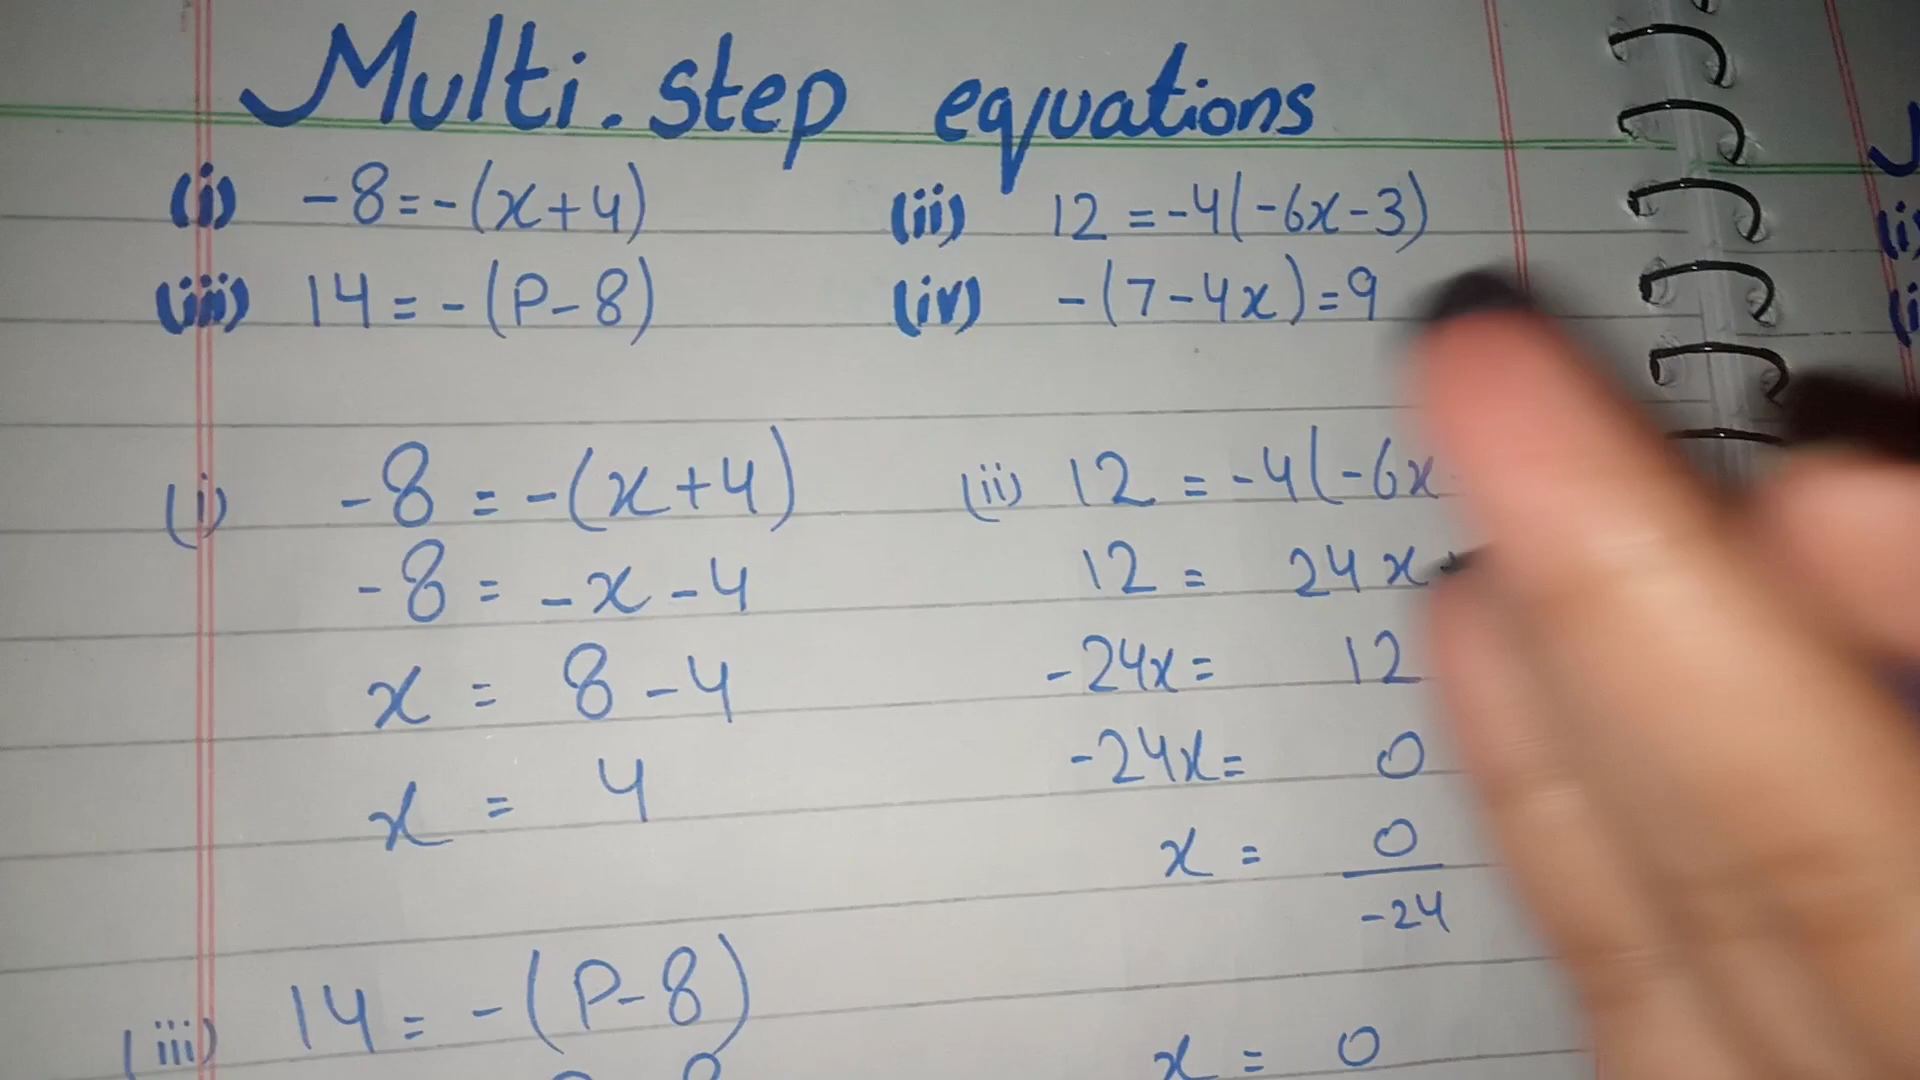 Multi-step equations
(i) -8=-(x+4) (ii) 12=-4(-6x-3)
(iii) 14=-(P-8) (iv) -(7-4x)=9
(i) -8=-(x+4)
-8=-x-4
x=8-4
x=4
(ii) 12=-4(-6x
12=24x
-24x=12
-24x=0
x=0/-24
x=0
(iii) 14=-(P-8)